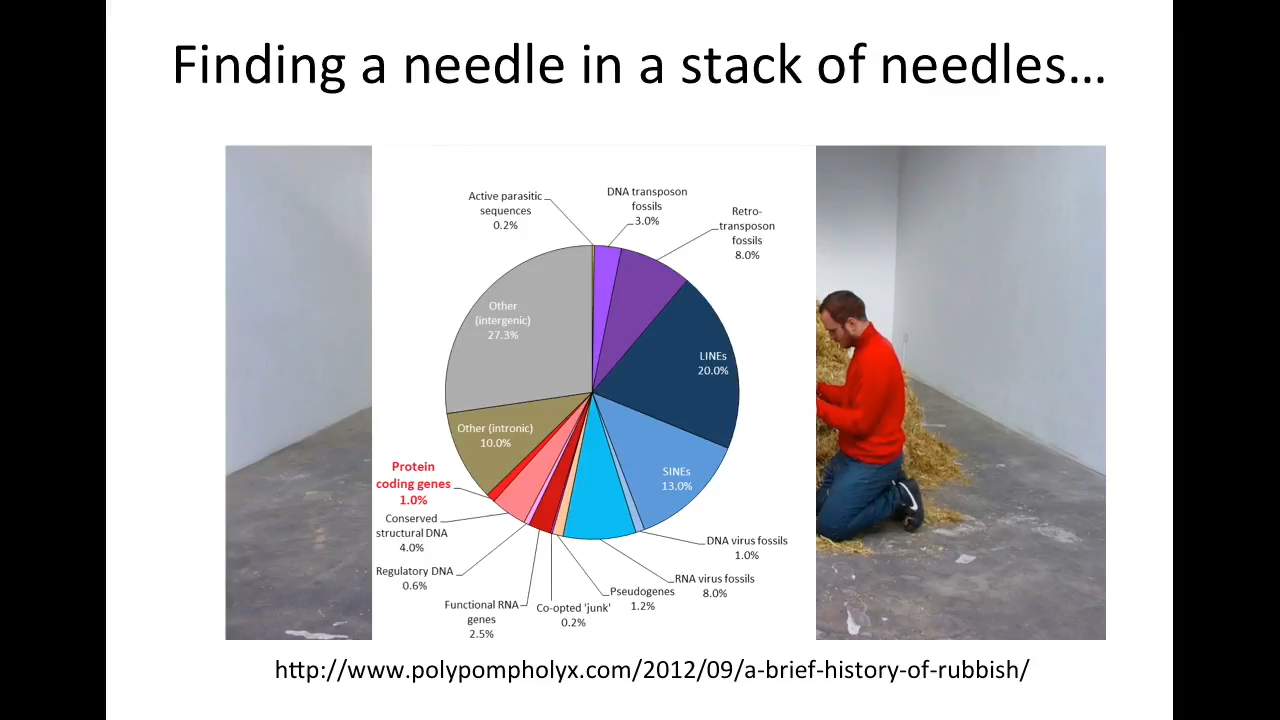 Finding a needle in a stack of needles…
Active parasitic
sequences
0.2%
DNA transposon
fossils
3.0%
Retro-
transposon
fossils
8.0%
LINEs
20.0%
SINEs
13.0%
DNA virus fossils
1.0%
RNA virus fossils
8.0%
Pseudogenes
1.2%
Co-opted 'junk'
0.2%
Functional RNA
genes
2.5%
Regulatory DNA
0.6%
Conserved
structural DNA
4.0%
Protein
coding genes
1.0%
Other (intronic)
10.0%
Other
(intergenic)
27.3%
http://www.polypompholyx.com/2012/09/a-brief-history-of-rubbish/